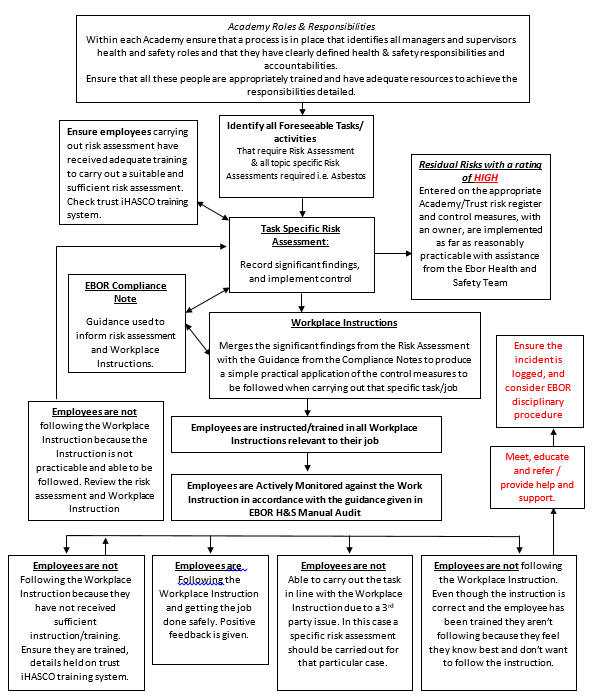 Academy Roles & Responsibilities
Within each Academy ensure that a process is in place that identifies all managers and supervisors
health and safety roles and that they have clearly defined health & safety responsibilities and
accountabilities.
Ensure that all these people are appropriately trained and have adequate resources to achieve the
responsibilities detailed.
Ensure employees carrying
out risk assessment have
received adequate training
to carry out a suitable and
sufficient risk assessment.
Check trust iHASCO training
system.
Identify all Foreseeable Tasks/
activities
That require Risk Assessment
& all topic specific Risk
Assessments required i.e. Asbestos
Residual Risks with a rating
of HIGH
Entered on the appropriate
Academy/Trust risk register
and control measures, with
an owner, are implemented
as far as reasonably
practicable with assistance
from the Ebor Health and
Safety Team
Task Specific Risk
Assessment:
Record significant findings,
and implement control
EBOR Compliance
Note
Guidance used to
inform risk assessment
and Workplace
Instructions.
Workplace Instructions
Merges the significant findings from the Risk Assessment
with the Guidance from the Compliance Notes to produce
a simple practical application of the control measures to
be followed when carrying out that specific task/job
Ensure the
incident is
logged, and
consider EBOR
disciplinary
procedure
Employees are not
following the Workplace
Instruction because the
Instruction is not
practicable and able to be
followed. Review the risk
assessment and Workplace
Instruction
Employees are instructed/trained in all Workplace
Instructions relevant to their job
Meet, educate
and refer /
provide help and
support.
Employees are Actively Monitored against the Work
Instruction in accordance with the guidance given in
EBOR H&S Manual Audit
Employees are not
Following the Workplace
Instruction because they
have not received
sufficient
instruction/training.
Ensure they are trained,
details held on trust
iHASCO training system.
Employees are
Following the
Workplace Instruction
and getting the job
done safely. Positive
feedback is given.
Employees are not
Able to carry out the task
in line with the Workplace
Instruction due to a 3rd
party issue. In this case a
specific risk assessment
should be carried out for
that particular case.
Employees are not following
the Workplace Instruction.
Even though the instruction is
correct and the employee has
been trained they aren't
following because they feel
they know best and don't want
to follow the instruction.